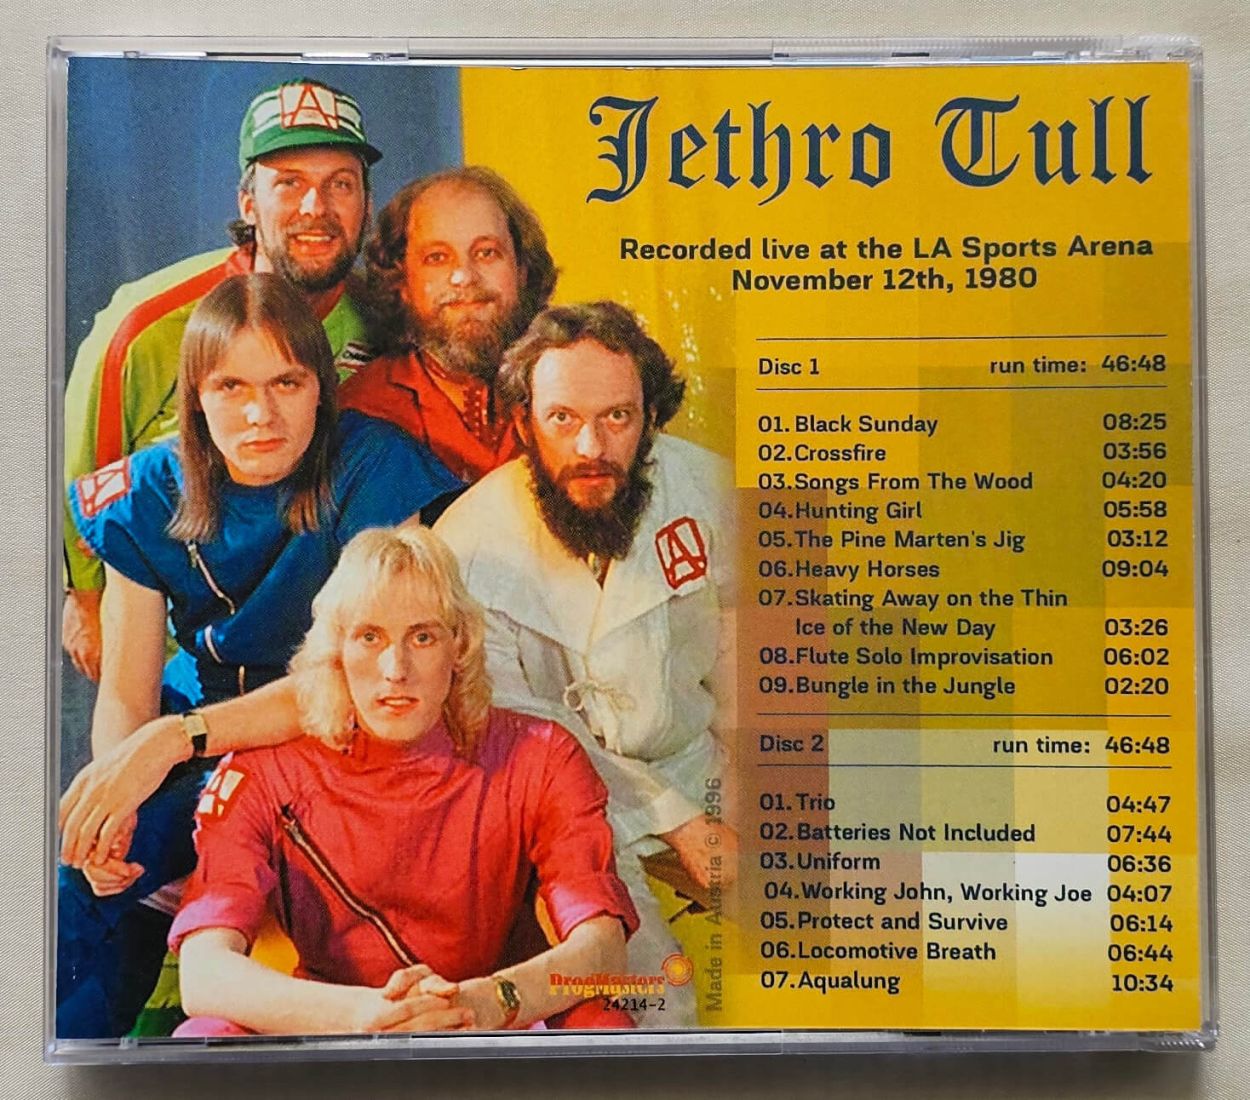 Jethro Tull
Recorded live at the LA Sports Arena
November 12th, 1980
Disc 1 run time: 46:48
01. Black Sunday 08:25
02. Crossfire 03:56
03. Songs From The Wood 04:20
04. Hunting Girl 05:58
05. The Pine Marten's Jig 03:12
06. Heavy Horses 09:04
07. Skating Away on the Thin
Ice of the New Day 03:26
08. Flute Solo Improvisation 06:02
09. Bungle in the Jungle 02:20
Disc 2 run time: 46:48
01. Trio 04:47
02. Batteries Not Included 07:44
03. Uniform 06:36
04. Working John, Working Joe 04:07
05. Protect and Survive 06:14
06. Locomotive Breath 06:44
07. Aqualung 10:34
Made in Austria © 1996
ProgMasters
24214-2
A
A
A